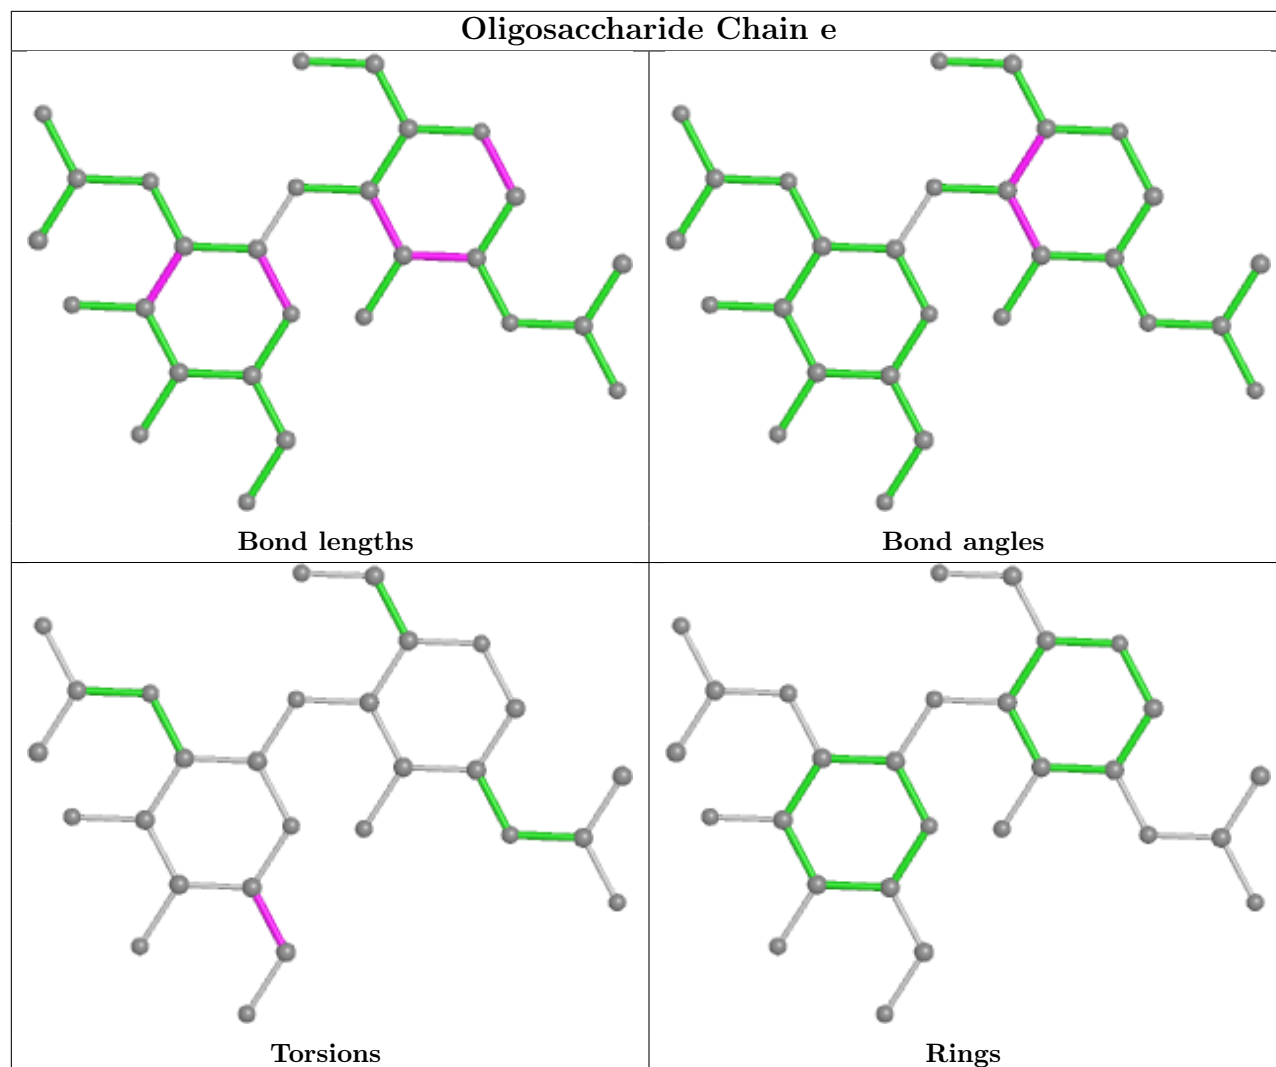 Oligosaccharide Chain e
Bond lengths
Bond angles
Torsions
Rings